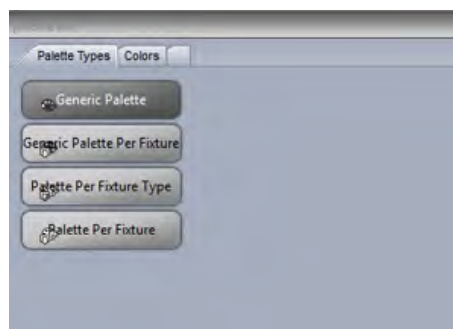 Palette Types Colors
Generic Palette
Generic Palette Per Fixture
Palette Per Fixture Type
Palette Per Fixture